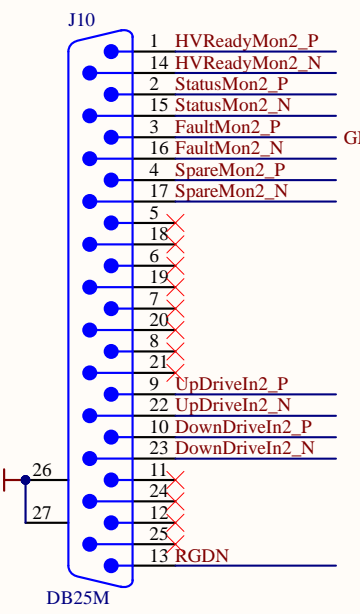 J10
1 HVReadyMon2_P
14 HVReadyMon2_N
2 StatusMon2_P
15 StatusMon2_N
3 FaultMon2_P
16 FaultMon2_N
4 SpareMon2_P
17 SpareMon2_N
5
18
6
19
7
20
8
21
9 UpDriveIn2_P
22 UpDriveIn2_N
10 DownDriveIn2_P
23 DownDriveIn2_N
11
26
24
12
27
25
13 RGDN
DB25M